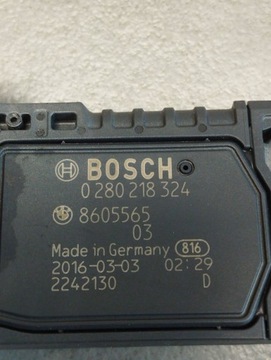 BOSCH
0 280 218 324
8605565
03
Made in Germany 816
2016-03-03 02:29
2242130 D